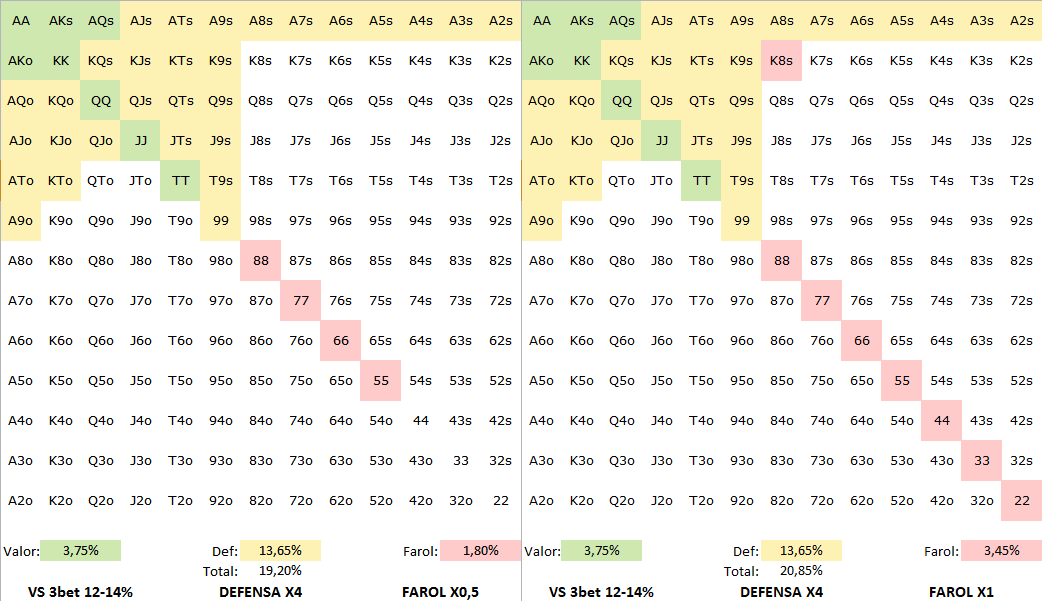 AA AKs AQs AJs ATs A9s A8s A7s A6s A5s A4s A3s A2s
AKo KK KQs KJs KTs K9s K8s K7s K6s K5s K4s K3s K2s
AQo KQo QQ QJs QTs Q9s Q8s Q7s Q6s Q5s Q4s Q3s Q2s
AJo KJo QJo JJ JTs J9s J8s J7s J6s J5s J4s J3s J2s
ATo KTo QTo JTo TT T9s T8s T7s T6s T5s T4s T3s T2s
A9o K9o Q9o J9o T9o 99 98s 97s 96s 95s 94s 93s 92s
A8o K8o Q8o J8o T8o 98o 88 87s 86s 85s 84s 83s 82s
A7o K7o Q7o J7o T7o 97o 87o 77 76s 75s 74s 73s 72s
A6o K6o Q6o J6o T6o 96o 86o 76o 66 65s 64s 63s 62s
A5o K5o Q5o J5o T5o 95o 85o 75o 65o 55 54s 53s 52s
A4o K4o Q4o J4o T4o 94o 84o 74o 64o 54o 44 43s 42s
A3o K3o Q3o J3o T3o 93o 83o 73o 63o 53o 43o 33 32s
A2o K2o Q2o J2o T2o 92o 82o 72o 62o 52o 42o 32o 22
Valor: 3,75% Def: 13,65% Farol: 1,80%
Total: 19,20%
VS 3bet 12-14% DEFENSA X4 FAROL X0,5
AA AKs AQs AJs ATs A9s A8s A7s A6s A5s A4s A3s A2s
AKo KK KQs KJs KTs K9s K8s K7s K6s K5s K4s K3s K2s
AQo KQo QQ QJs QTs Q9s Q8s Q7s Q6s Q5s Q4s Q3s Q2s
AJo KJo QJo JJ JTs J9s J8s J7s J6s J5s J4s J3s J2s
ATo KTo QTo JTo TT T9s T8s T7s T6s T5s T4s T3s T2s
A9o K9o Q9o J9o T9o 99 98s 97s 96s 95s 94s 93s 92s
A8o K8o Q8o J8o T8o 98o 88 87s 86s 85s 84s 83s 82s
A7o K7o Q7o J7o T7o 97o 87o 77 76s 75s 74s 73s 72s
A6o K6o Q6o J6o T6o 96o 86o 76o 66 65s 64s 63s 62s
A5o K5o Q5o J5o T5o 95o 85o 75o 65o 55 54s 53s 52s
A4o K4o Q4o J4o T4o 94o 84o 74o 64o 54o 44 43s 42s
A3o K3o Q3o J3o T3o 93o 83o 73o 63o 53o 43o 33 32s
A2o K2o Q2o J2o T2o 92o 82o 72o 62o 52o 42o 32o 22
Valor: 3,75% Def: 13,65% Farol: 3,45%
Total: 20,85%
VS 3bet 12-14% DEFENSA X4 FAROL X1